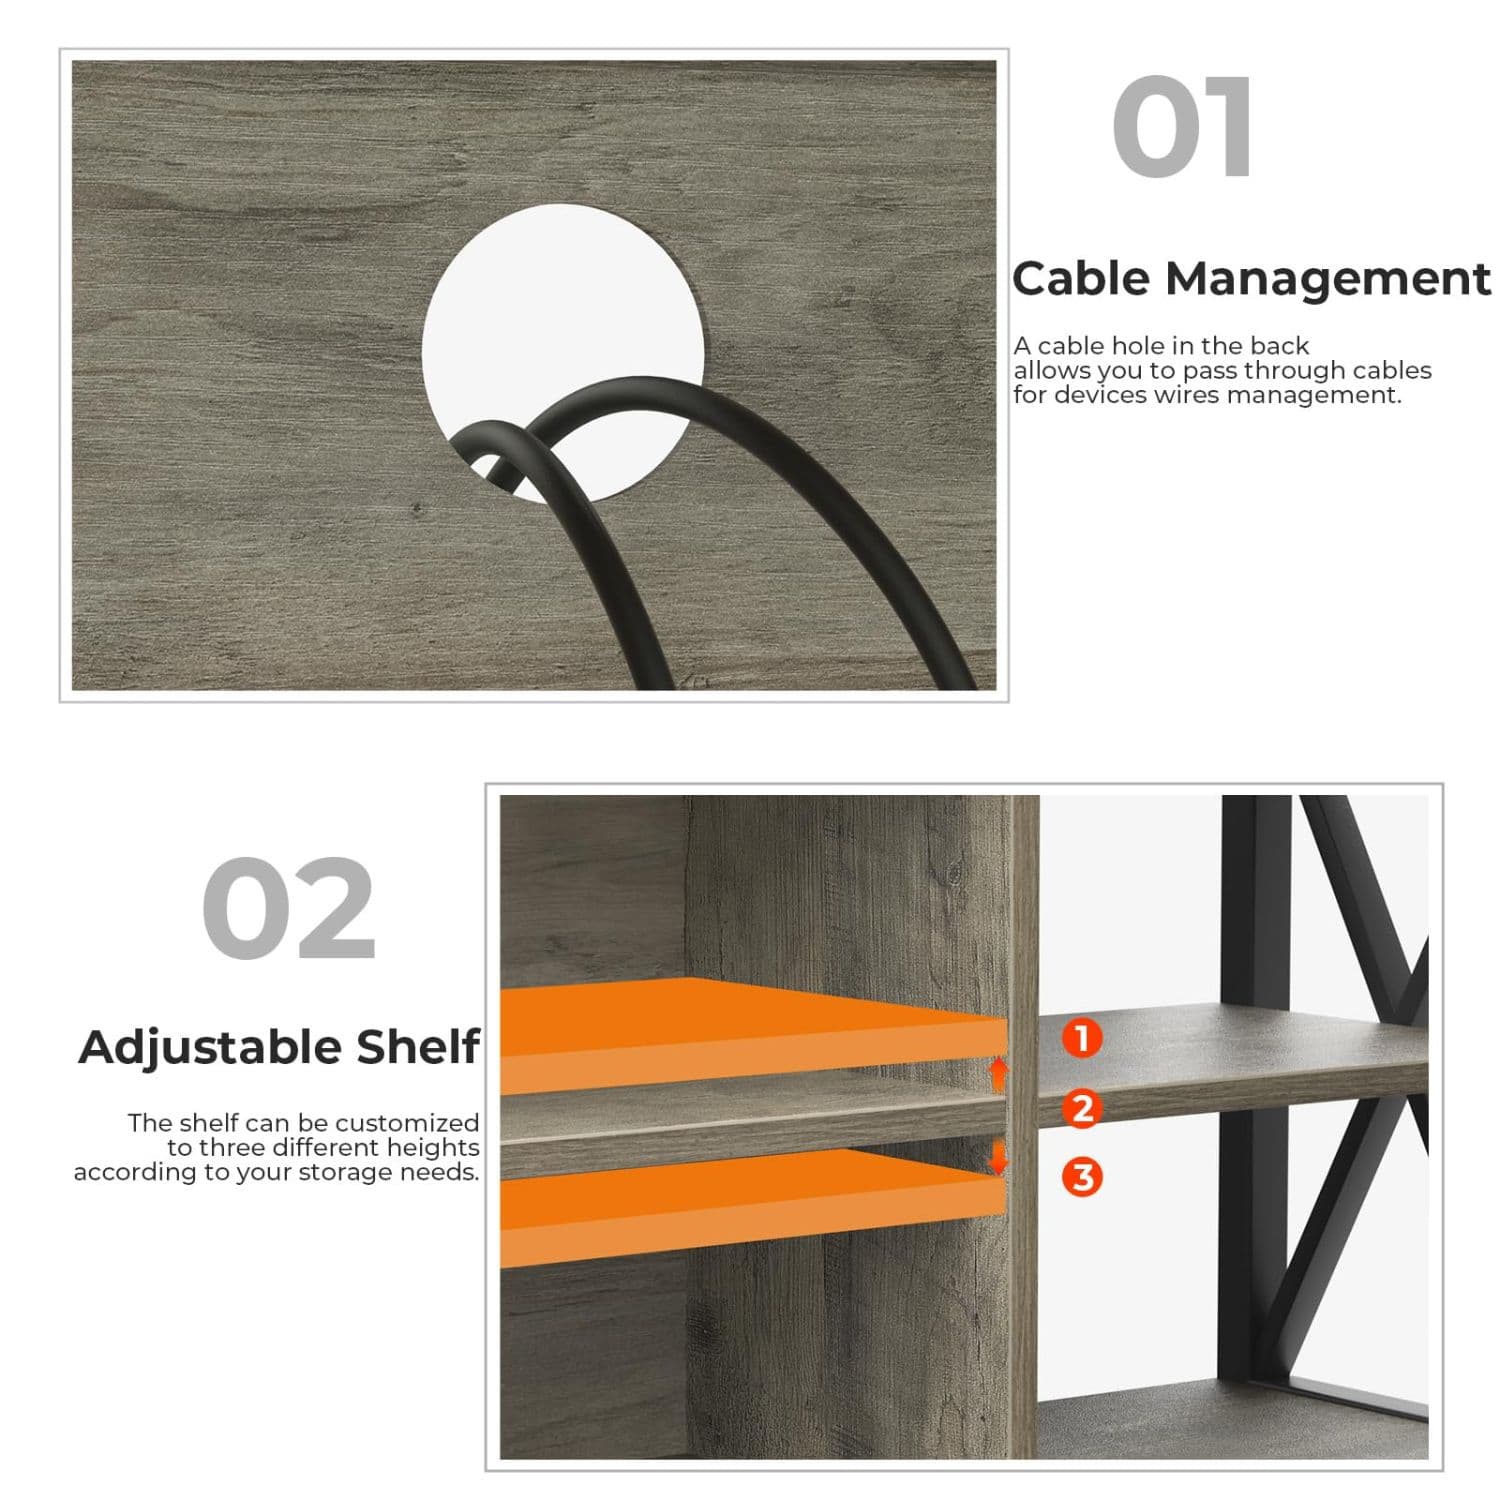 01
Cable Management
A cable hole in the back
allows you to pass through cables
for devices wires management.
02
Adjustable Shelf
The shelf can be customized
to three different heights
according to your storage needs.
1
2
3